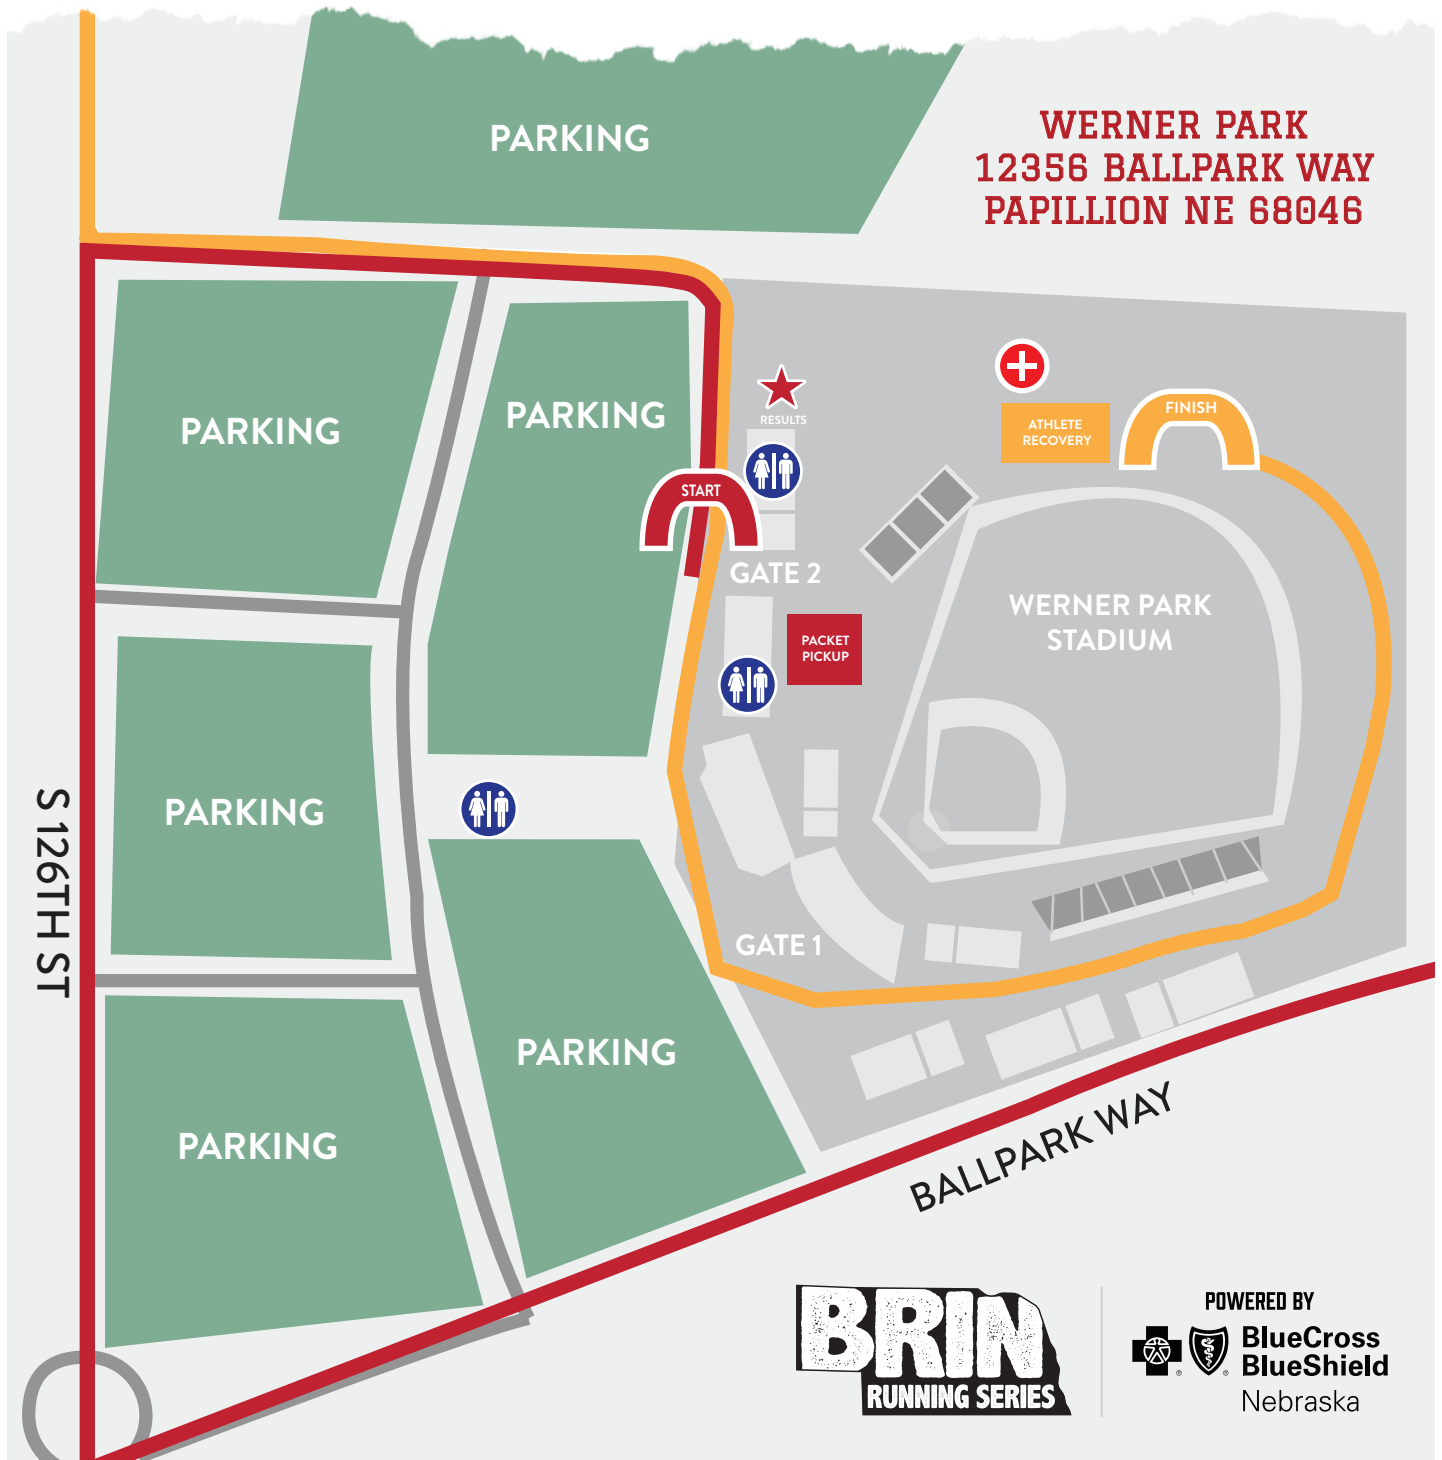 PARKING
WERNER PARK
12356 BALLPARK WAY
PAPILLION NE 68046
PARKING
PARKING
RESULTS
ATHLETE
RECOVERY
FINISH
START
GATE 2
WERNER PARK
STADIUM
PACKET
PICKUP
S 126TH ST
PARKING
GATE 1
PARKING
PARKING
BALLPARK WAY
BRIN
RUNNING SERIES
POWERED BY
BlueCross
BlueShield
Nebraska